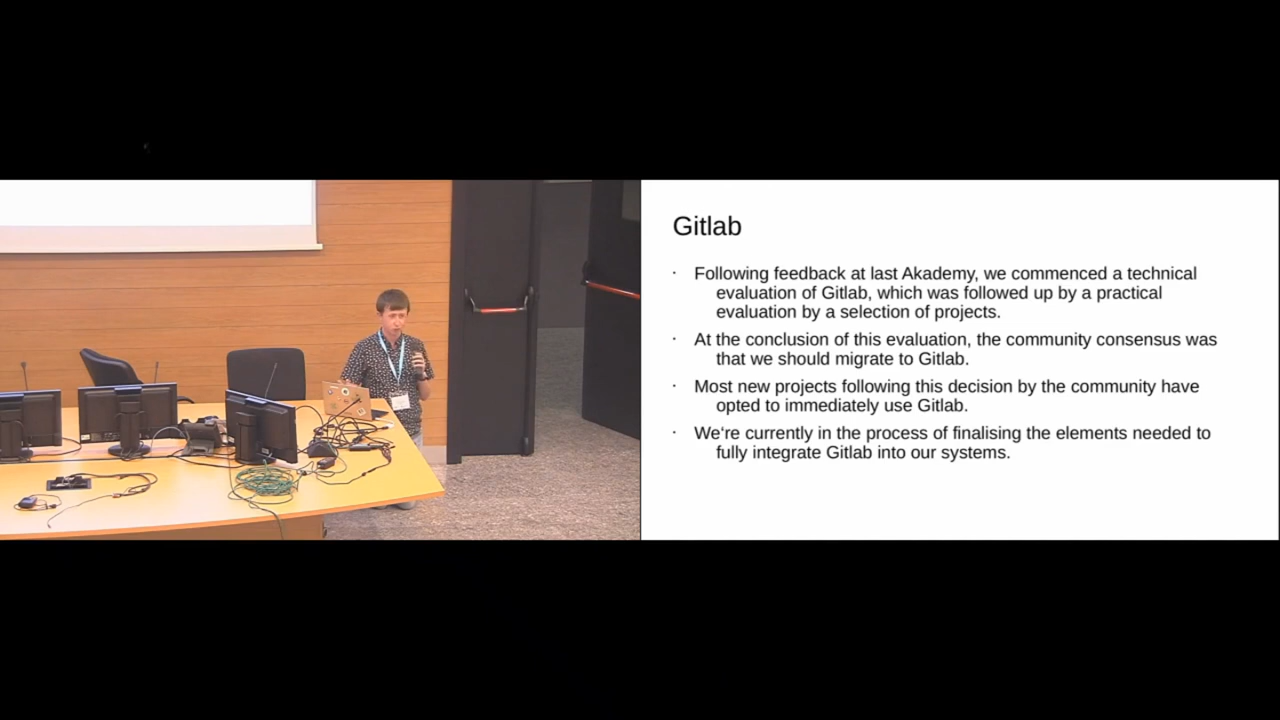 Gitlab
· Following feedback at last Akademy, we commenced a technical
evaluation of Gitlab, which was followed up by a practical
evaluation by a selection of projects.
· At the conclusion of this evaluation, the community consensus was
that we should migrate to Gitlab.
· Most new projects following this decision by the community have
opted to immediately use Gitlab.
· We‘re currently in the process of finalising the elements needed to
fully integrate Gitlab into our systems.